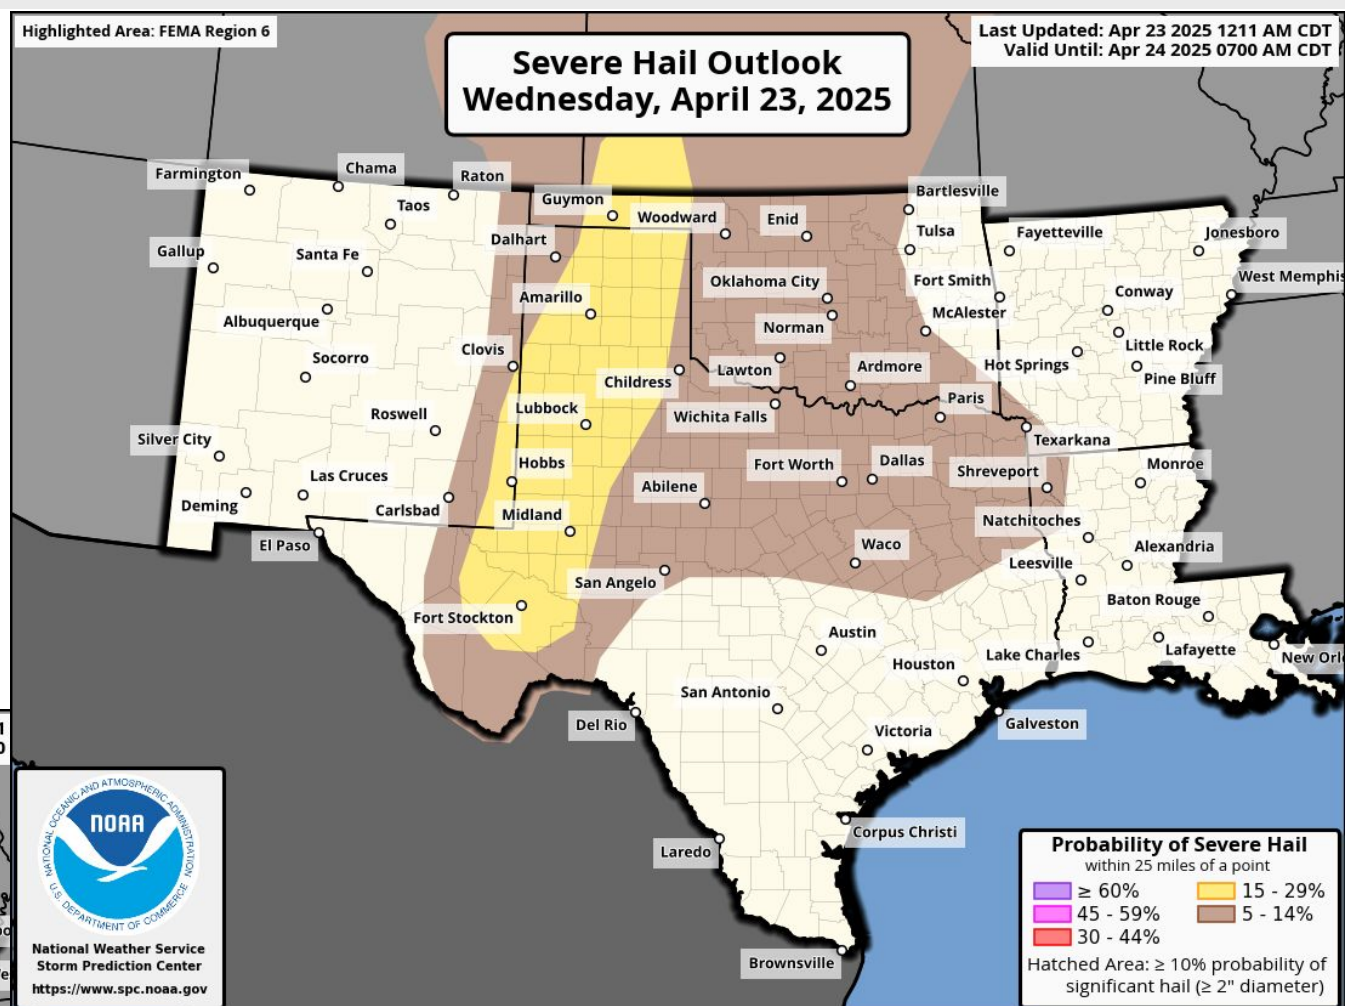 Highlighted Area: FEMA Region 6
Severe Hail Outlook
Wednesday, April 23, 2025
Last Updated: Apr 23 2025 1211 AM CDT
Valid Until: Apr 24 2025 0700 AM CDT
Farmington
Chama
Raton
Taos
Guymon
Woodward
Enid
Bartlesville
Tulsa
Fayetteville
Jonesboro
Gallup
Santa Fe
Dalhart
Oklahoma City
Fort Smith
West Memphis
Conway
Albuquerque
Amarillo
Norman
McAlester
Little Rock
Socorro
Clovis
Childress
Lawton
Ardmore
Hot Springs
Pine Bluff
Roswell
Lubbock
Wichita Falls
Paris
Texarkana
Silver City
Las Cruces
Hobbs
Fort Worth
Dallas
Shreveport
Monroe
Deming
Carlsbad
Midland
Abilene
Natchitoches
El Paso
Waco
Alexandria
San Angelo
Leesville
Fort Stockton
Baton Rouge
Austin
Lafayette
Houston
Lake Charles
New Orl
San Antonio
Del Rio
Galveston
Victoria
Corpus Christi
Laredo
Brownsville
NATIONAL OCEANIC AND ATMOSPHERIC ADMINISTRATION
NOAA
U.S. DEPARTMENT OF COMMERCE
National Weather Service
Storm Prediction Center
https://www.spc.noaa.gov
Probability of Severe Hail
within 25 miles of a point
≥ 60%
15 - 29%
45 - 59%
5 - 14%
30 - 44%
Hatched Area: ≥ 10% probability of
significant hail (≥ 2" diameter)